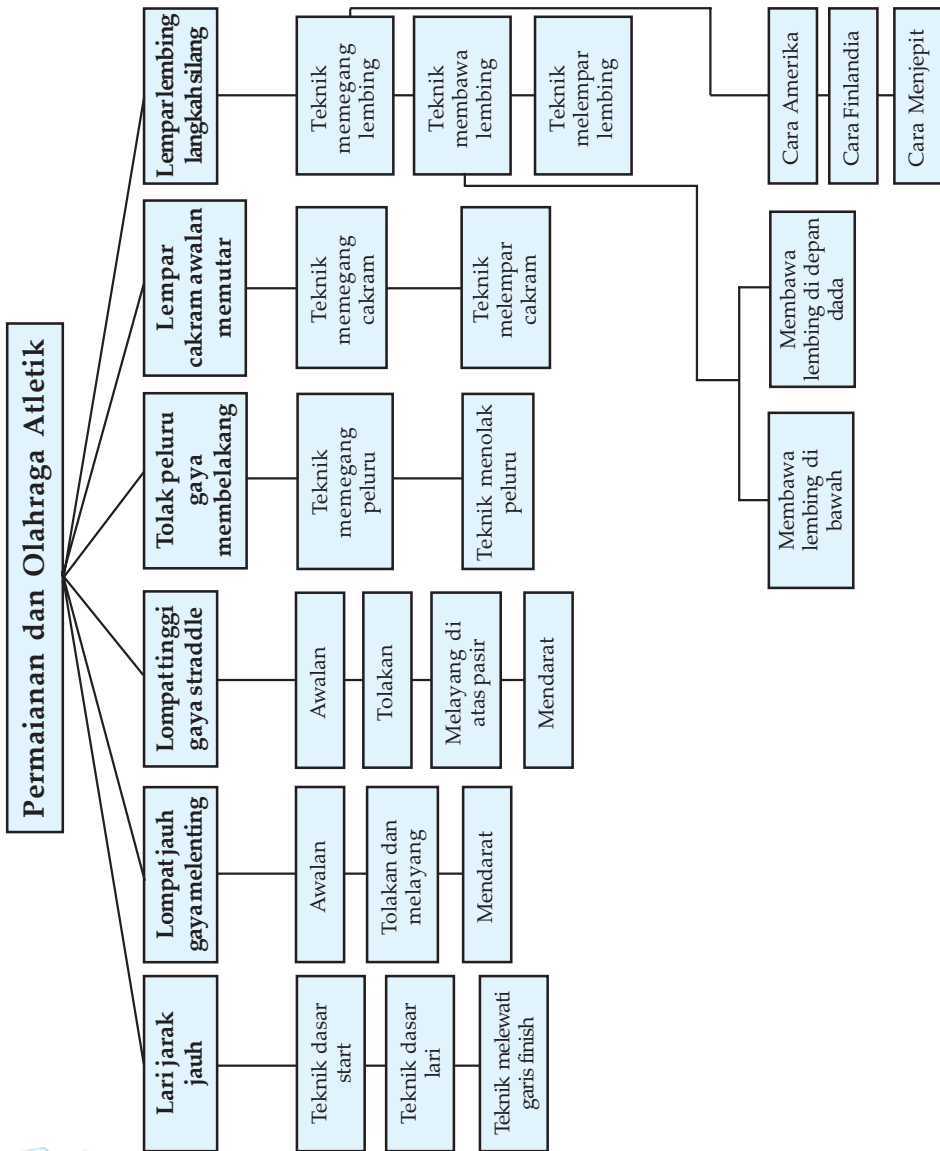 Permaianan dan Olahraga Atletik
Lari jarak
jauh
Teknik dasar
start
Teknik dasar
lari
Teknik melewati
garis finish
Lompat jauh
gaya melenting
Awalan
Tolakan dan
melayang
Mendarat
Lompat tinggi
gaya straddle
Awalan
Tolakan
Melayang di
atas pasir
Mendarat
Tolak peluru
gaya
membelakang
Teknik
memegang
peluru
Teknik menolak
peluru
Lempar
cakram awalan
memutar
Teknik
memegang
cakram
Teknik
melempar
cakram
Lempar lembing
langkah silang
Teknik
memegang
lembing
Teknik
membawa
lembing
Teknik
melempar
lembing
Membawa
lembing di
bawah
Membawa
lembing di depan
dada
Cara Amerika
Cara Finlandia
Cara Menjepit